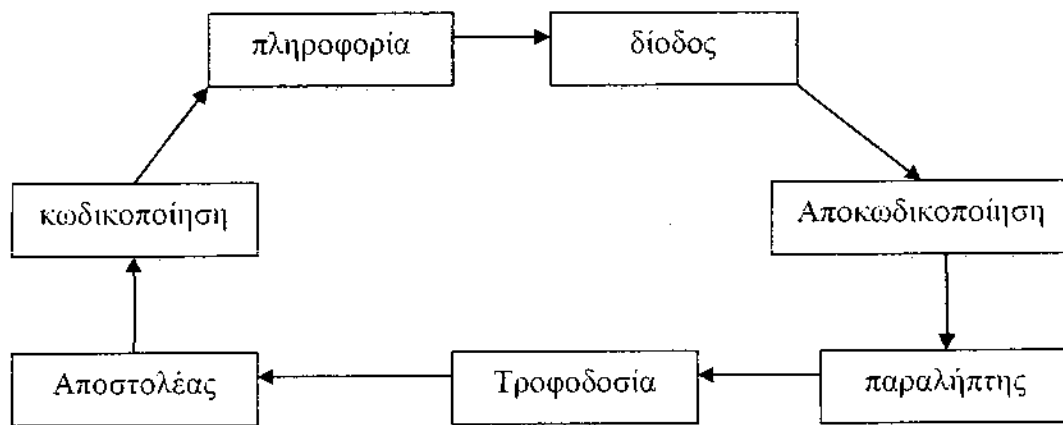 πληροφορία
δίοδος
κωδικοποίηση
Αποκωδικοποίηση
Αποστολέας
Τροφοδοσία
παραλήπτης